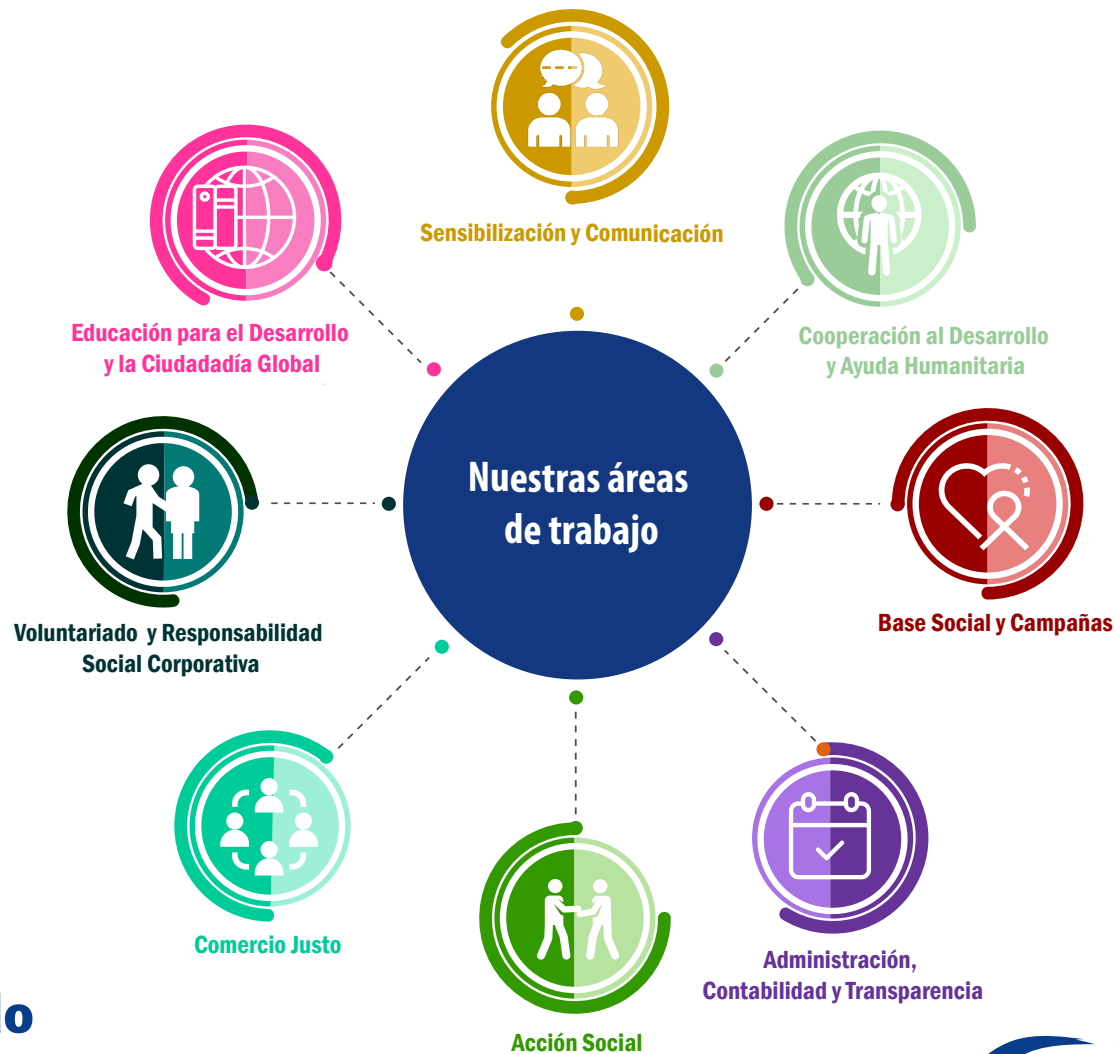 Sensibilización y Comunicación
Educación para el Desarrollo
y la Ciudadadía Global
Cooperación al Desarrollo
y Ayuda Humanitaria
Nuestras áreas
de trabajo
Voluntariado y Responsabilidad
Social Corporativa
Base Social y Campañas
Comercio Justo
Administración,
Contabilidad y Transparencia
Acción Social